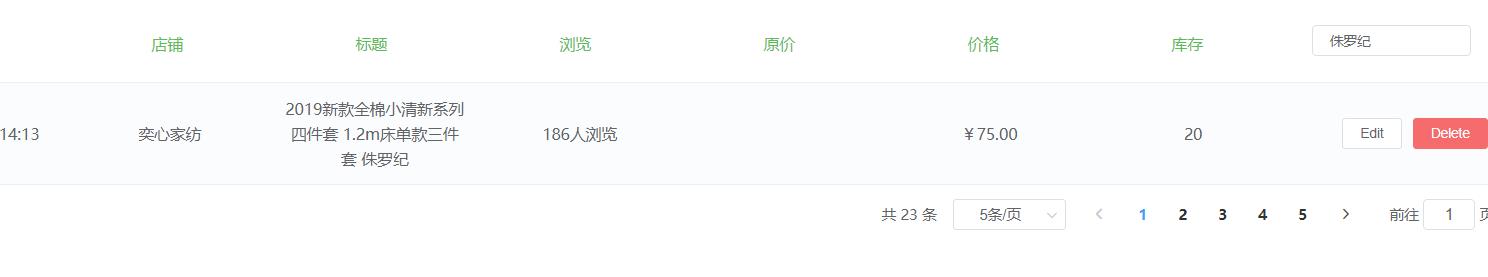 店铺 标题 浏览 原价 价格 库存 侏罗纪
2019新款全棉小清新系列
14:13 奕心家纺 四件套 1.2m床单款三件 186人浏览 ￥75.00 20 Edit Delete
套 侏罗纪
共 23 条 5条/页 1 2 3 4 5 前往 1